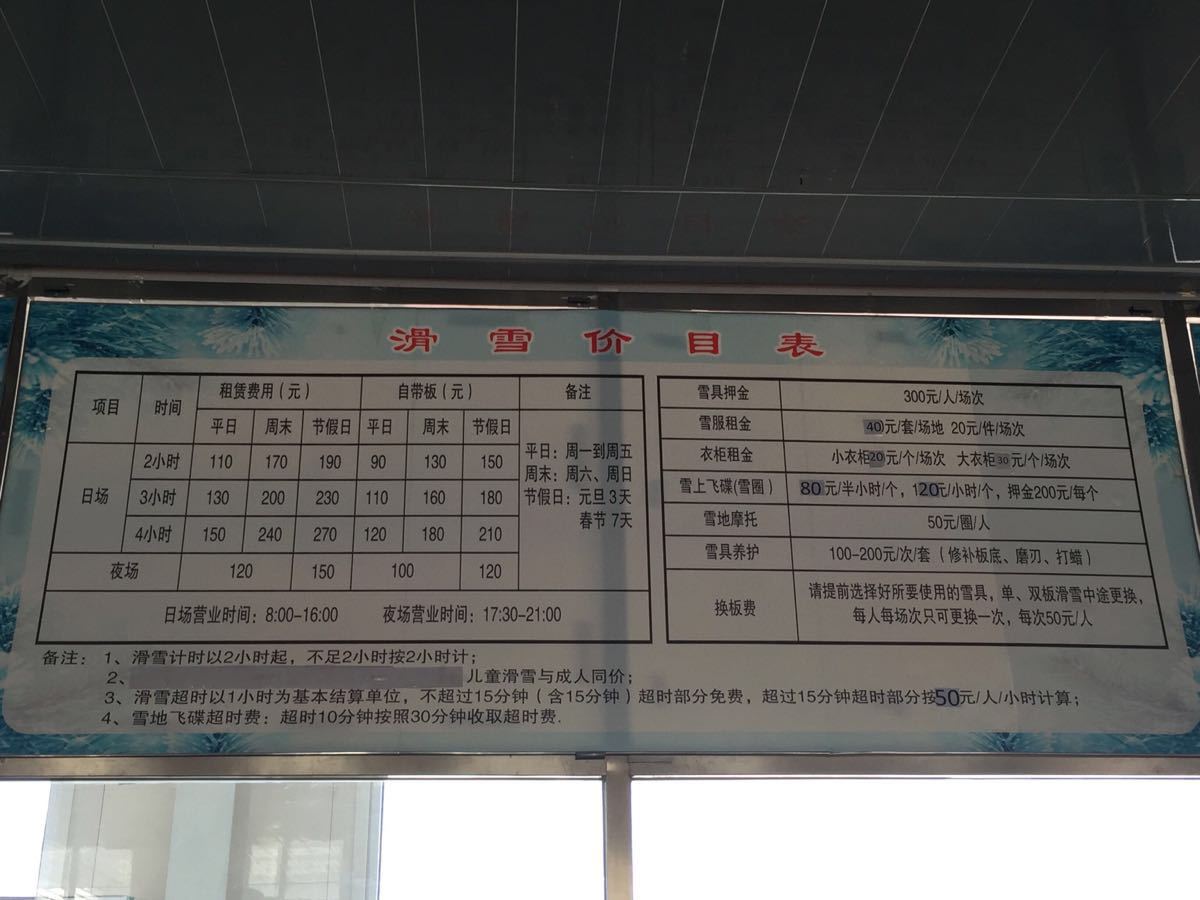 滑雪价目表
项目 时间 租赁费用(元) 自带板(元) 备注
平日 周末 节假日 平日 周末 节假日
日场 2小时 110 170 190 90 130 150
3小时 130 200 230 110 160 180
4小时 150 240 270 120 180 210
夜场 120 150 100 120
平日：周一到周五
周末：周六、周日
节假日：元旦3天
春节 7天
日场营业时间：8:00-16:00 夜场营业时间：17:30-21:00
雪具押金 300元/人/场次
雪服租金 40元/套/场地 20元/件/场次
衣柜租金 小衣柜20元/个/场次 大衣柜30元/个/场次
雪上飞碟(雪圈) 80元/半小时/个，120元/小时/个，押金200元/每个
雪地摩托 50元/圈/人
雪具养护 100-200元/次/套（修补板底、磨刃、打蜡）
换板费 请提前选择好所要使用的雪具，单、双板滑雪中途更换，
每人每场次只可更换一次，每次50元/人
备注：1、滑雪计时以2小时起，不足2小时按2小时计；
2、儿童滑雪与成人同价；
3、滑雪超时以1小时为基本结算单位，不超过15分钟（含15分钟）超时部分免费，超过15分钟超时部分按50元/人/小时计算；
4、雪地飞碟超时费：超时10分钟按照30分钟收取超时费.